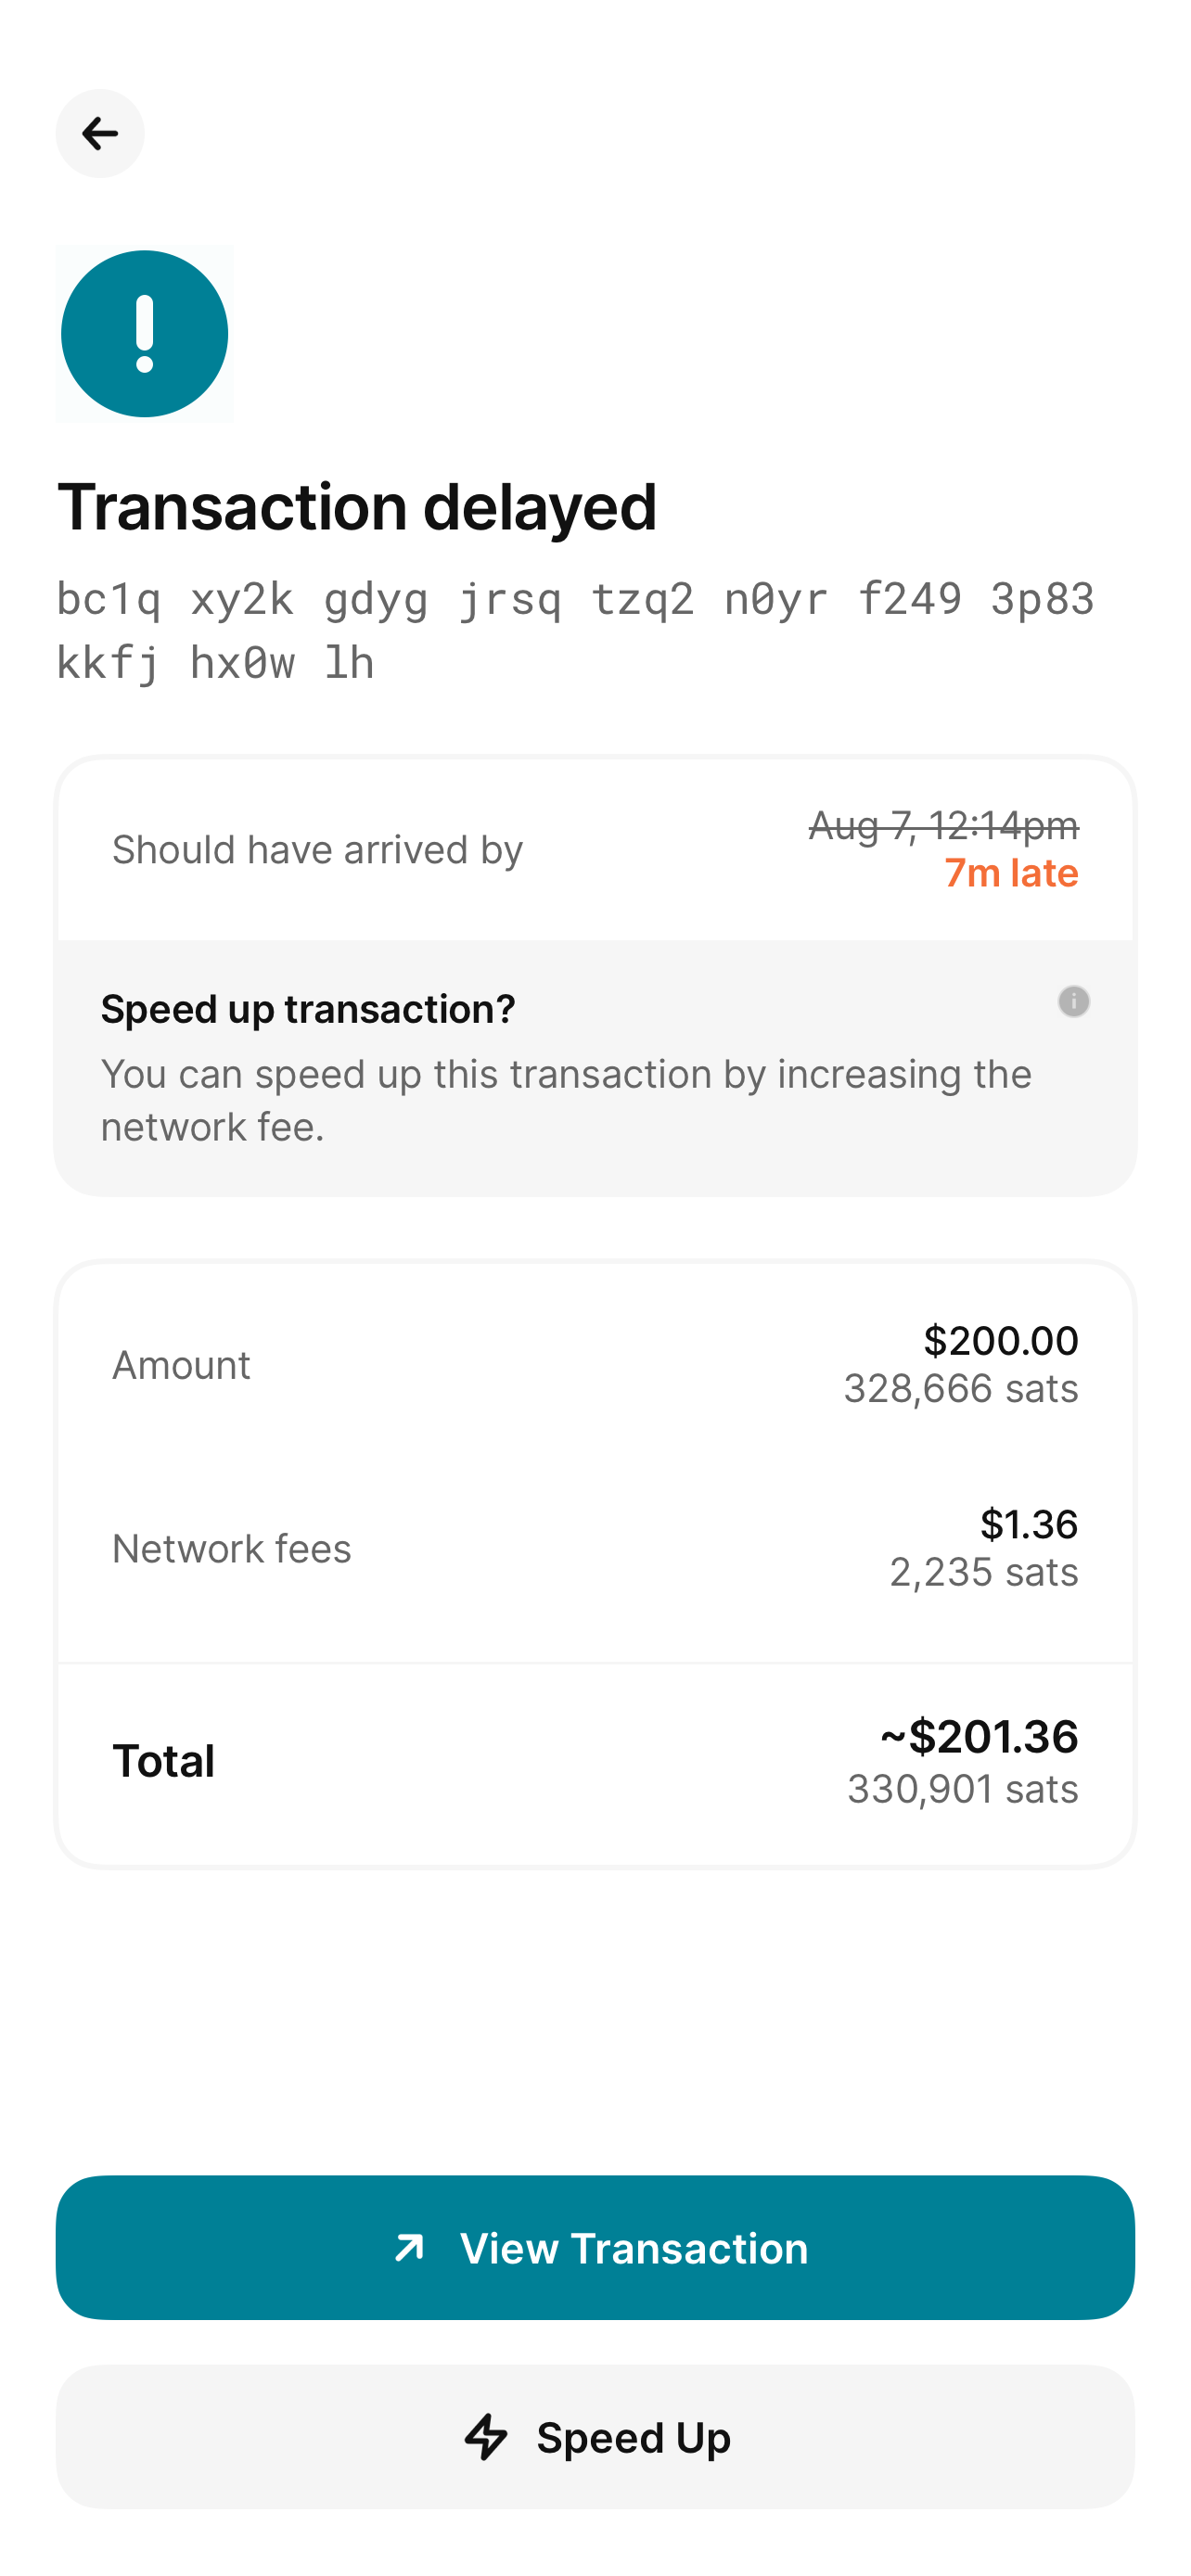 Transaction delayed
bc1q xy2k gdyg jrsq tzq2 n0yr f249 3p83
kkfj hx0w lh
Should have arrived by
Aug 7, 12:14pm
7m late
Speed up transaction?
You can speed up this transaction by increasing the
network fee.
Amount
$200.00
328,666 sats
Network fees
$1.36
2,235 sats
Total
~$201.36
330,901 sats
View Transaction
Speed Up